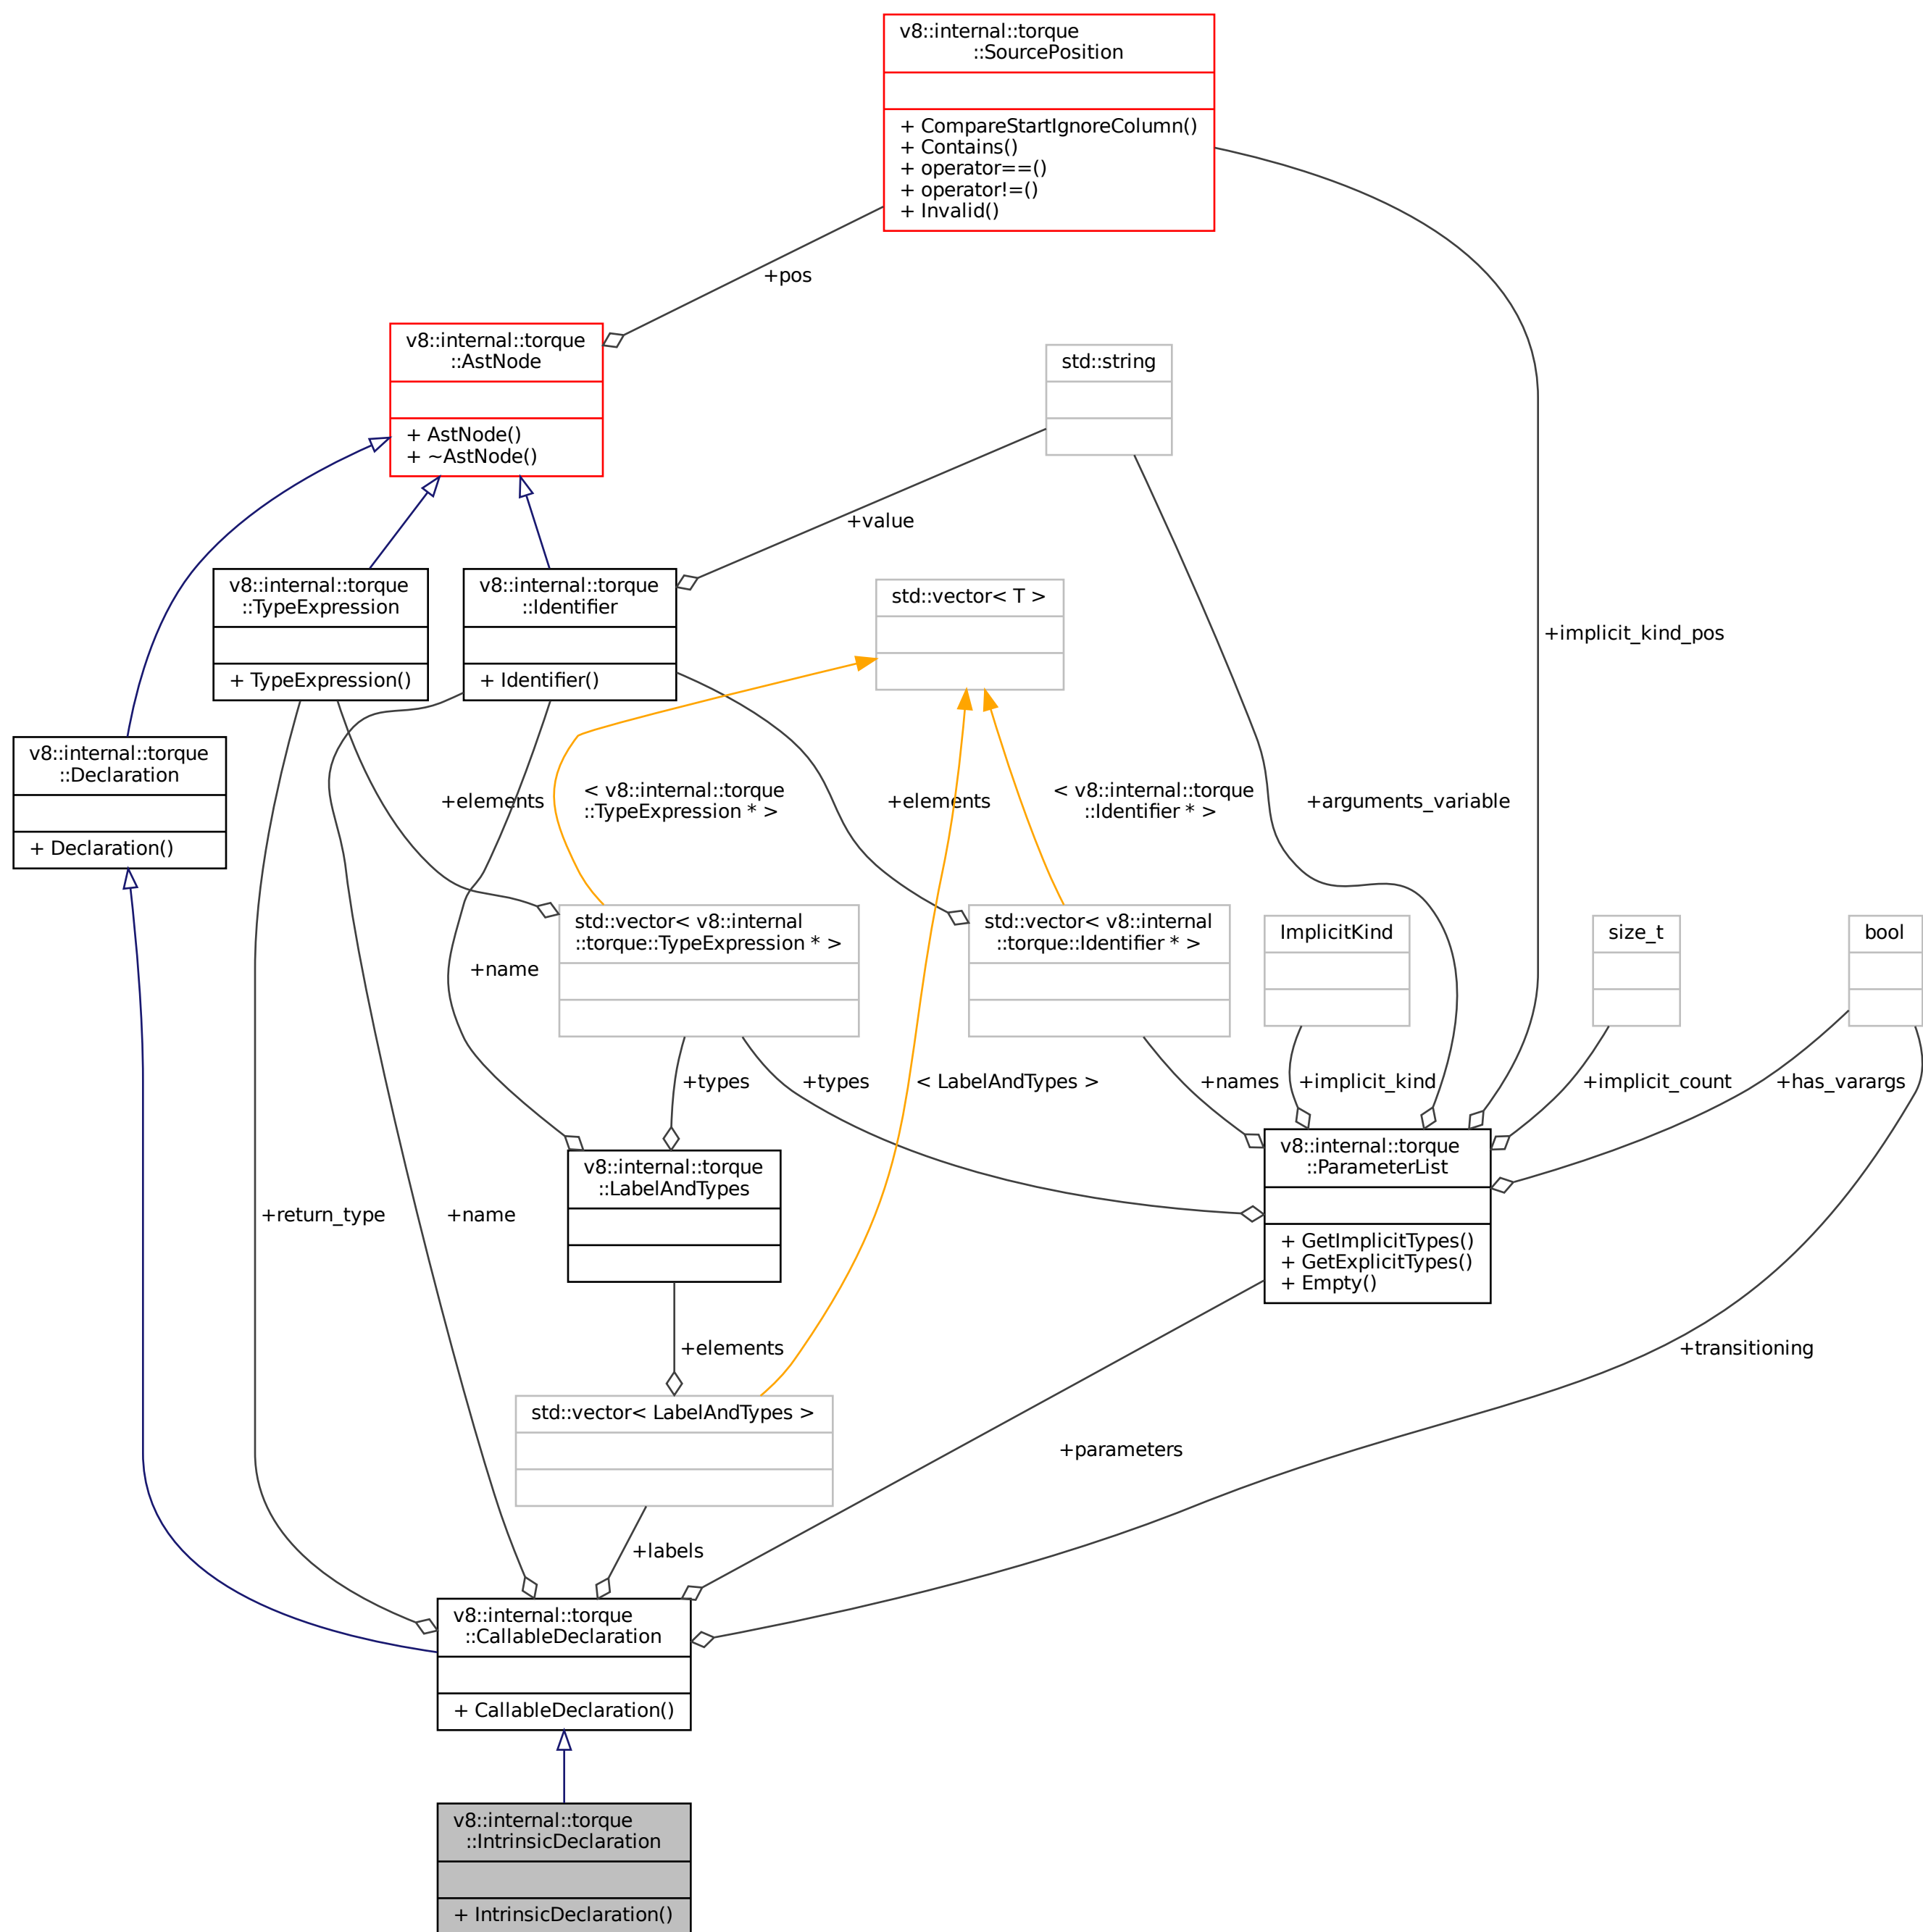 v8::internal::torque
::SourcePosition
+ CompareStartIgnoreColumn()
+ Contains()
+ operator==()
+ operator!=()
+ Invalid()
+pos
v8::internal::torque
::AstNode
+ AstNode()
+ ~AstNode()
std::string
+value
v8::internal::torque
::TypeExpression
+ TypeExpression()
v8::internal::torque
::Identifier
+ Identifier()
std::vector< T >
+implicit_kind_pos
v8::internal::torque
::Declaration
+ Declaration()
+elements
< v8::internal::torque
::TypeExpression * >
+elements
< v8::internal::torque
::Identifier * >
+arguments_variable
std::vector< v8::internal
::torque::TypeExpression * >
std::vector< v8::internal
::torque::Identifier * >
ImplicitKind
size_t
bool
+name
+types
+types
< LabelAndTypes >
+names
+implicit_kind
+implicit_count
+has_varargs
v8::internal::torque
::LabelAndTypes
v8::internal::torque
::ParameterList
+ GetImplicitTypes()
+ GetExplicitTypes()
+ Empty()
+return_type
+name
+elements
+transitioning
std::vector< LabelAndTypes >
+parameters
+labels
v8::internal::torque
::CallableDeclaration
+ CallableDeclaration()
v8::internal::torque
::IntrinsicDeclaration
+ IntrinsicDeclaration()